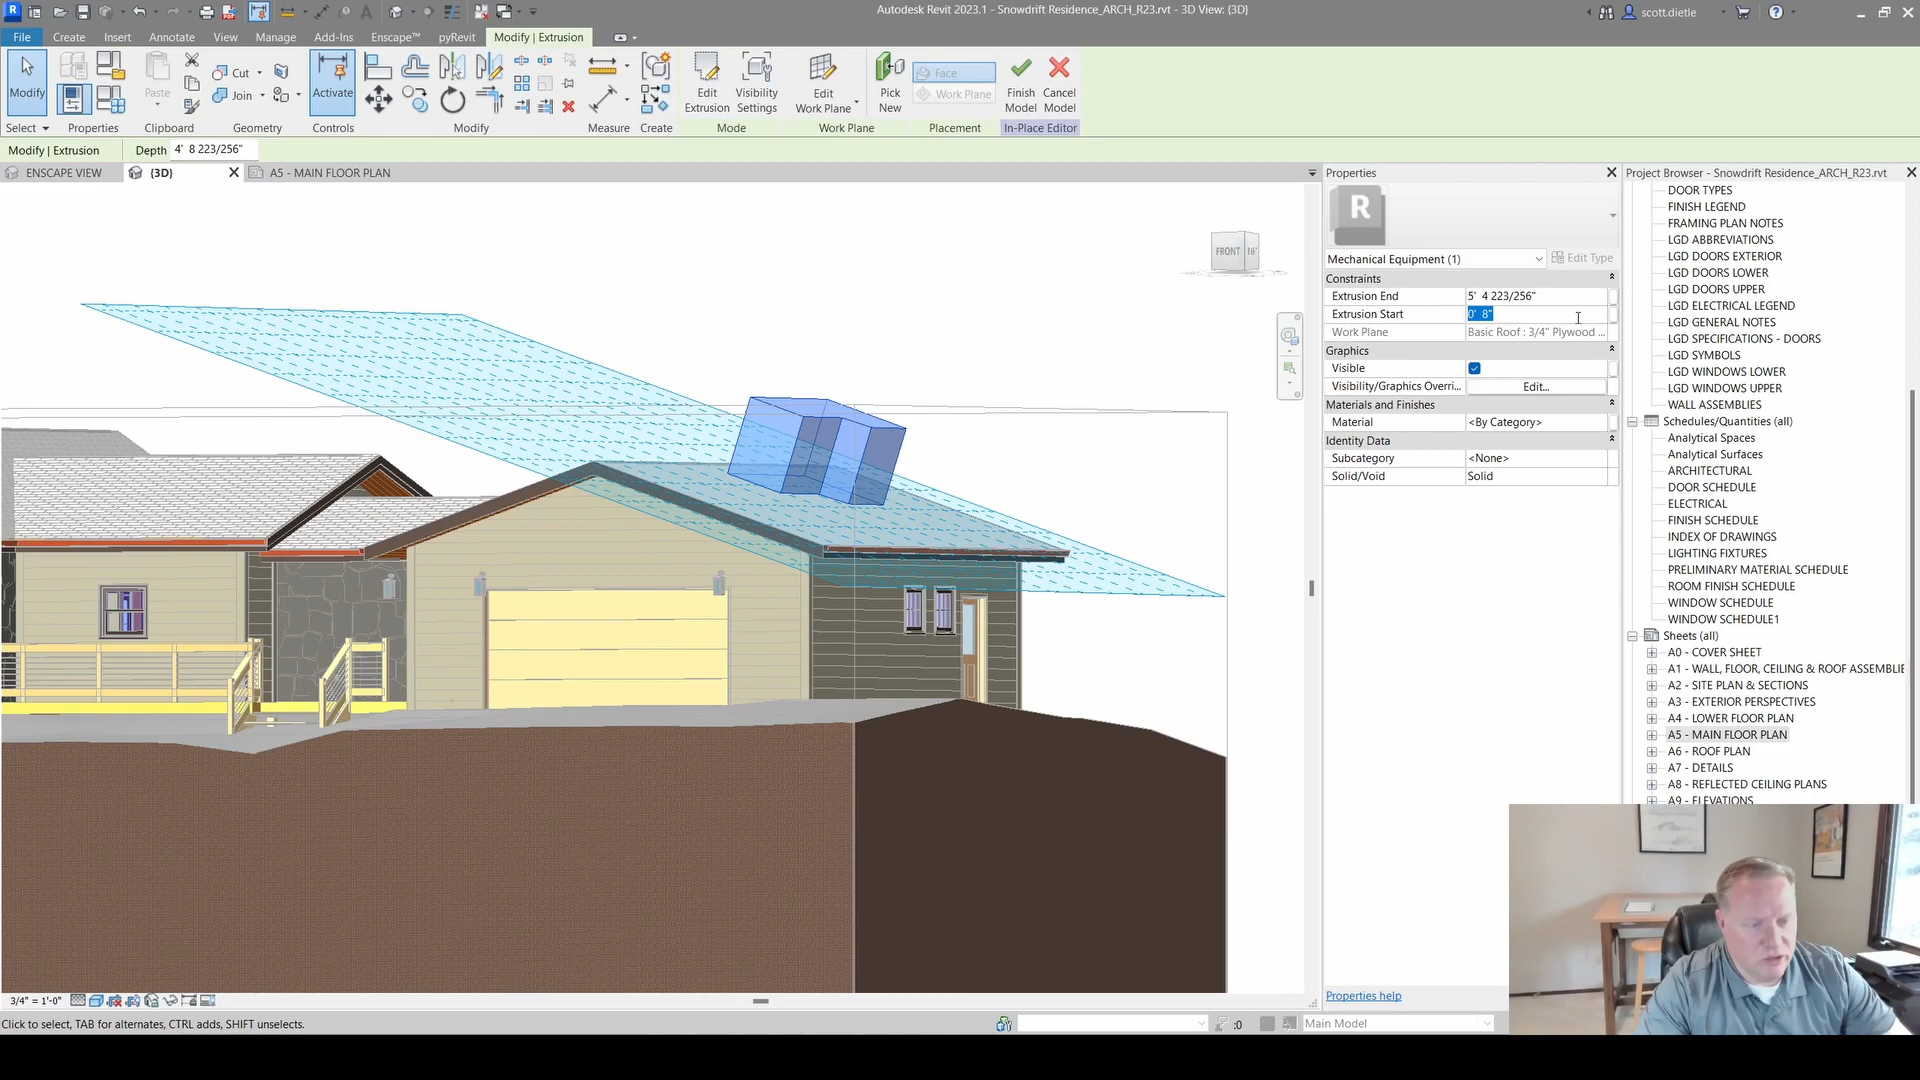 Autodesk Revit 2023.1 - Snowdrift Residence_ARCH_R23.rvt - 3D View: {3D}
scott.dietle
File Create Insert Annotate View Manage Add-Ins Enscape™ pyRevit Modify | Extrusion
Modify
Paste
Cut
Join
Activate
Edit Extrusion
Visibility Settings
Edit Work Plane
Pick New
Face
Work Plane
Finish Model
Cancel Model
Select Properties Clipboard Geometry Controls Modify Measure Create Mode Work Plane Placement In-Place Editor
Modify | Extrusion Depth 4' 8 223/256"
ENSCAPE VIEW {3D} A5 - MAIN FLOOR PLAN
FRONT
Properties
R
Mechanical Equipment (1) Edit Type
Constraints
Extrusion End 5' 4 223/256"
Extrusion Start 0' 8"
Work Plane Basic Roof : 3/4" Plywood ...
Graphics
Visible
Visibility/Graphics Overri... Edit...
Materials and Finishes
Material <By Category>
Identity Data
Subcategory <None>
Solid/Void Solid
Properties help
Project Browser - Snowdrift Residence_ARCH_R23.rvt
DOOR TYPES
FINISH LEGEND
FRAMING PLAN NOTES
LGD ABBREVIATIONS
LGD DOORS EXTERIOR
LGD DOORS LOWER
LGD DOORS UPPER
LGD ELECTRICAL LEGEND
LGD GENERAL NOTES
LGD SPECIFICATIONS - DOORS
LGD SYMBOLS
LGD WINDOWS LOWER
LGD WINDOWS UPPER
WALL ASSEMBLIES
Schedules/Quantities (all)
Analytical Spaces
Analytical Surfaces
ARCHITECTURAL
DOOR SCHEDULE
ELECTRICAL
FINISH SCHEDULE
INDEX OF DRAWINGS
LIGHTING FIXTURES
PRELIMINARY MATERIAL SCHEDULE
ROOM FINISH SCHEDULE
WINDOW SCHEDULE
WINDOW SCHEDULE1
Sheets (all)
A0 - COVER SHEET
A1 - WALL, FLOOR, CEILING & ROOF ASSEMBLIE
A2 - SITE PLAN & SECTIONS
A3 - EXTERIOR PERSPECTIVES
A4 - LOWER FLOOR PLAN
A5 - MAIN FLOOR PLAN
A6 - ROOF PLAN
A7 - DETAILS
A8 - REFLECTED CEILING PLANS
A9 - ELEVATIONS
3/4" = 1'-0"
Click to select, TAB for alternates, CTRL adds, SHIFT unselects.
:0
Main Model